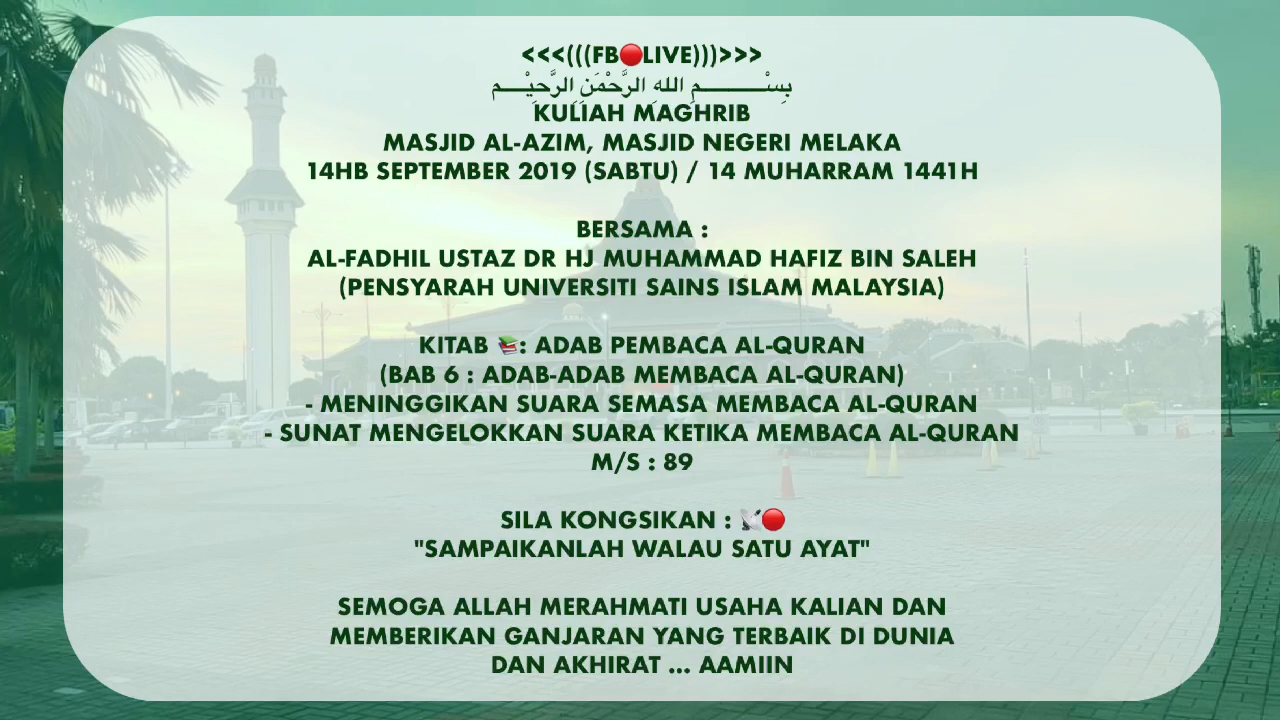 <<<(((FB🔴LIVE)))>>>
بِسْــــــــمِ اللهِ الرَّحْمَنِ الرَّحِيْـــم
KULIAH MAGHRIB
MASJID AL-AZIM, MASJID NEGERI MELAKA
14HB SEPTEMBER 2019 (SABTU) / 14 MUHARRAM 1441H
BERSAMA :
AL-FADHIL USTAZ DR HJ MUHAMMAD HAFIZ BIN SALEH
(PENSYARAH UNIVERSITI SAINS ISLAM MALAYSIA)
KITAB 📚: ADAB PEMBACA AL-QURAN
(BAB 6 : ADAB-ADAB MEMBACA AL-QURAN)
- MENINGGIKAN SUARA SEMASA MEMBACA AL-QURAN
- SUNAT MENGELOKKAN SUARA KETIKA MEMBACA AL-QURAN
M/S : 89
SILA KONGSIKAN : 📡🔴
"SAMPAIKANLAH WALAU SATU AYAT"
SEMOGA ALLAH MERAHMATI USAHA KALIAN DAN
MEMBERIKAN GANJARAN YANG TERBAIK DI DUNIA
DAN AKHIRAT ... AAMIIN